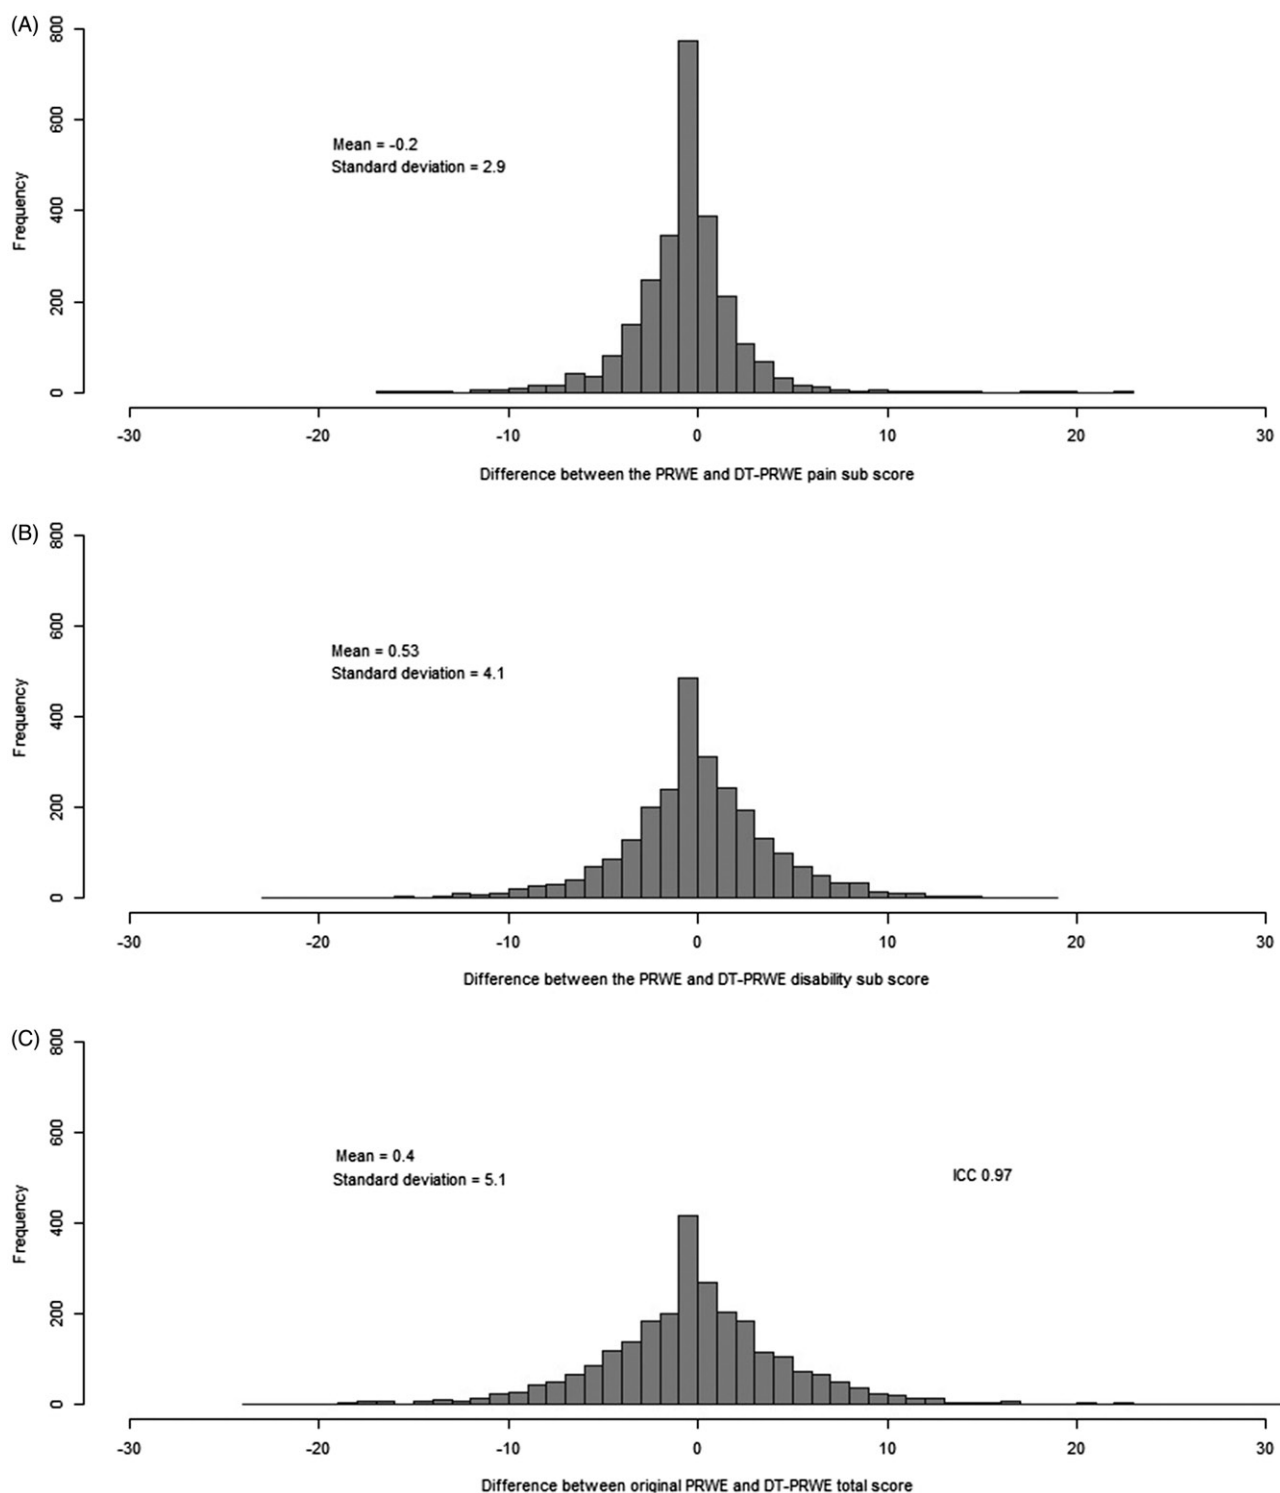 (A)
800
600
400
200
0
Frequency
Mean = -0.2
Standard deviation = 2.9
-30 -20 -10 0 10 20 30
Difference between the PRWE and DT-PRWE pain sub score
(B)
800
600
400
200
0
Frequency
Mean = 0.53
Standard deviation = 4.1
-30 -20 -10 0 10 20 30
Difference between the PRWE and DT-PRWE disability sub score
(C)
800
600
400
200
0
Frequency
Mean = 0.4
Standard deviation = 5.1
ICC 0.97
-30 -20 -10 0 10 20 30
Difference between original PRWE and DT-PRWE total score